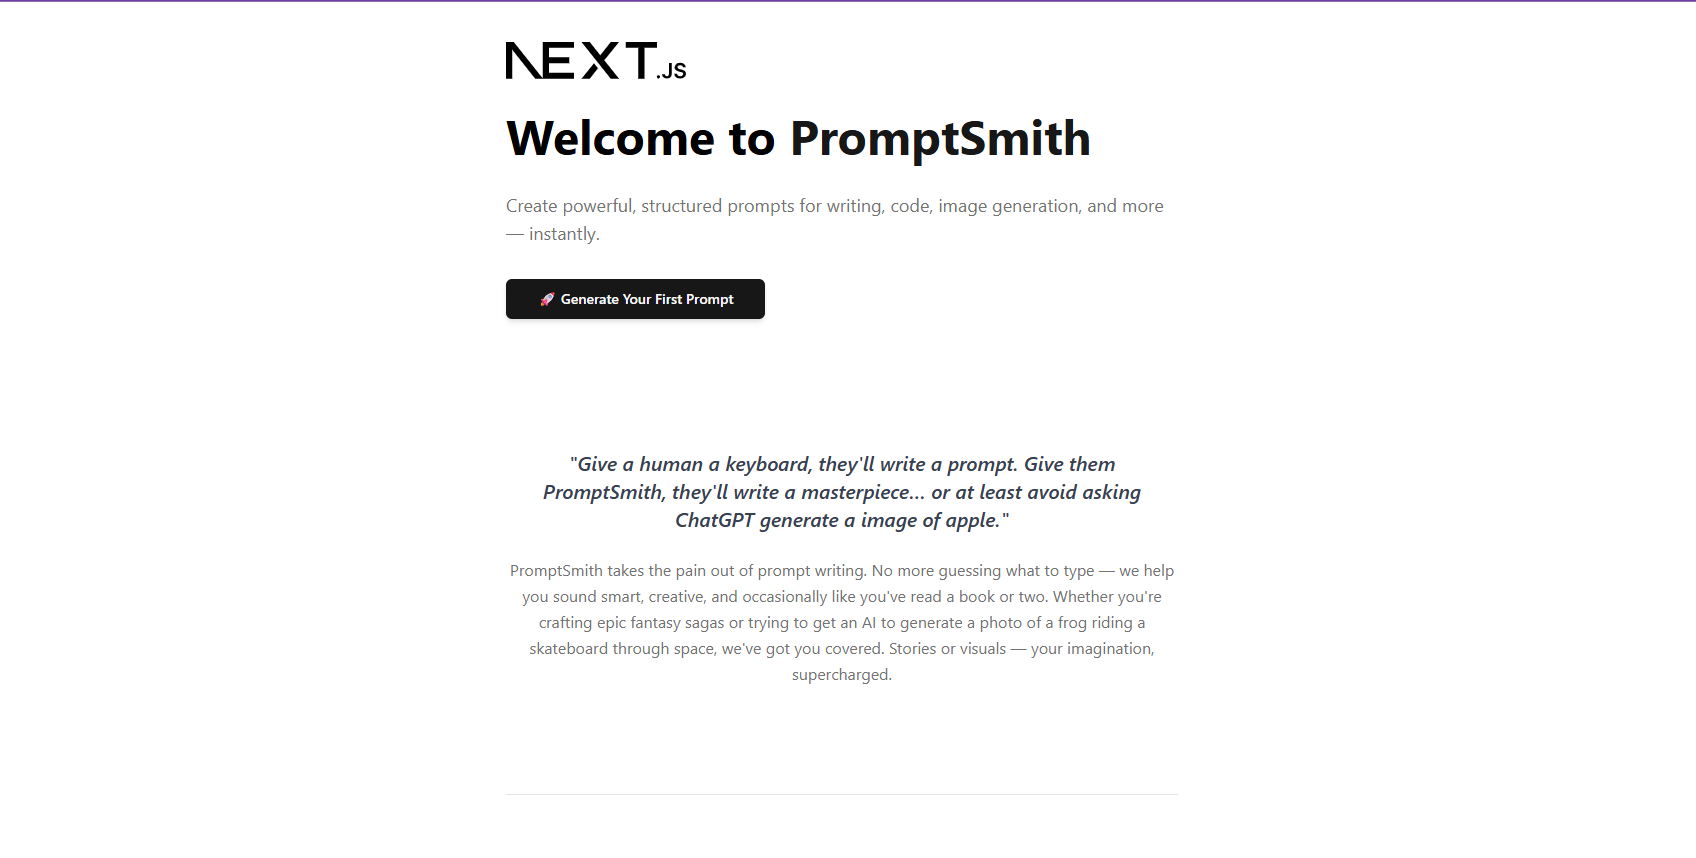 NEXT.JS
Welcome to PromptSmith
Create powerful, structured prompts for writing, code, image generation, and more
— instantly.
🚀 Generate Your First Prompt
"Give a human a keyboard, they'll write a prompt. Give them
PromptSmith, they'll write a masterpiece... or at least avoid asking
ChatGPT generate a image of apple."
PromptSmith takes the pain out of prompt writing. No more guessing what to type — we help
you sound smart, creative, and occasionally like you've read a book or two. Whether you're
crafting epic fantasy sagas or trying to get an AI to generate a photo of a frog riding a
skateboard through space, we've got you covered. Stories or visuals — your imagination,
supercharged.